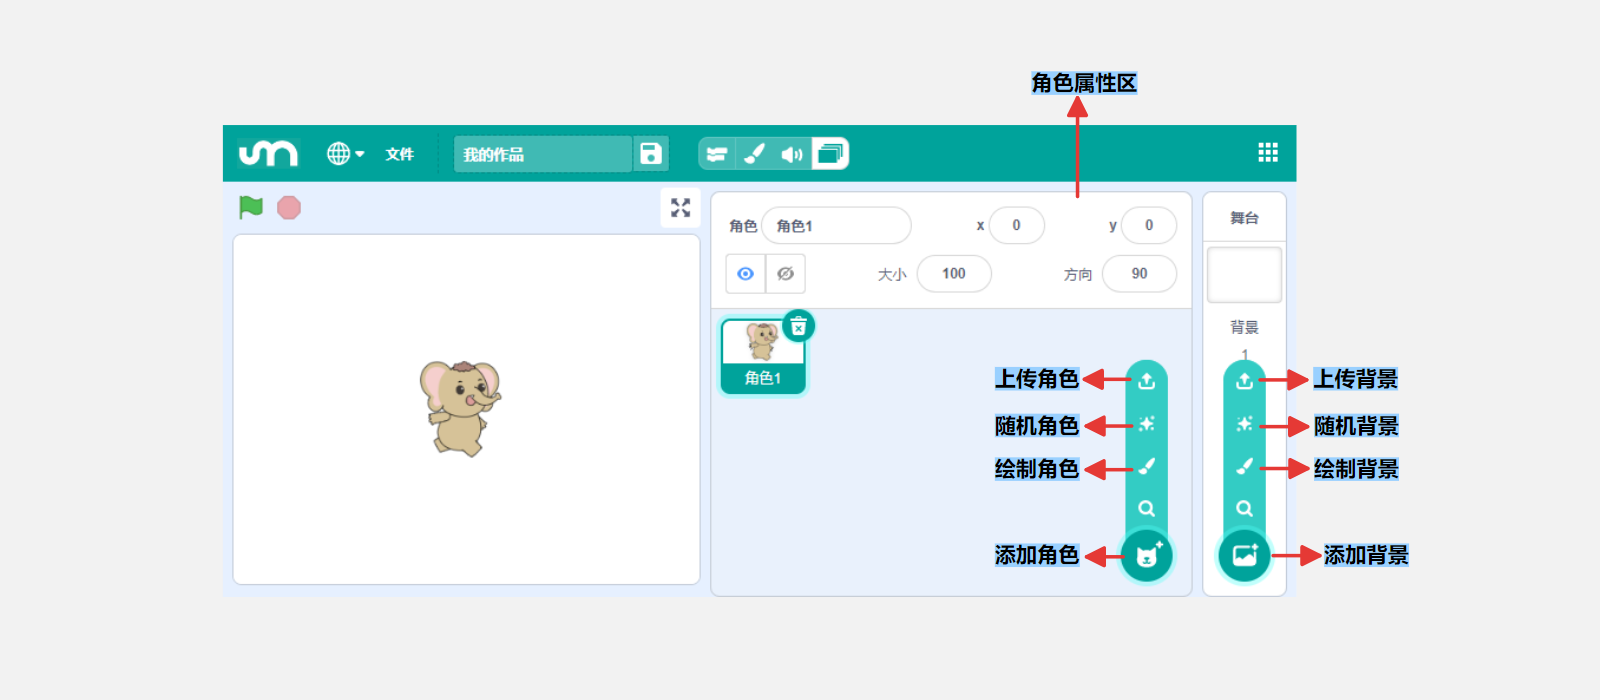 角色属性区
um
文件
我的作品
角色 角色1 x 0 y 0
大小 100 方向 90
舞台
背景
1
角色1
上传角色
随机角色
绘制角色
添加角色
上传背景
随机背景
绘制背景
添加背景